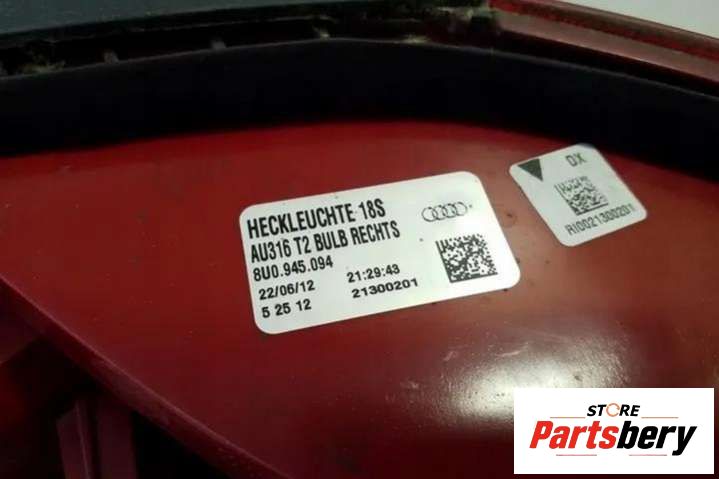 HECKLEUCHTE 18S
AU316 T2 BULB RECHTS
8U0.945.094
22/06/12 21:29:43
5 25 12 21300201
0X
RI0021300201
STORE
Partsbery